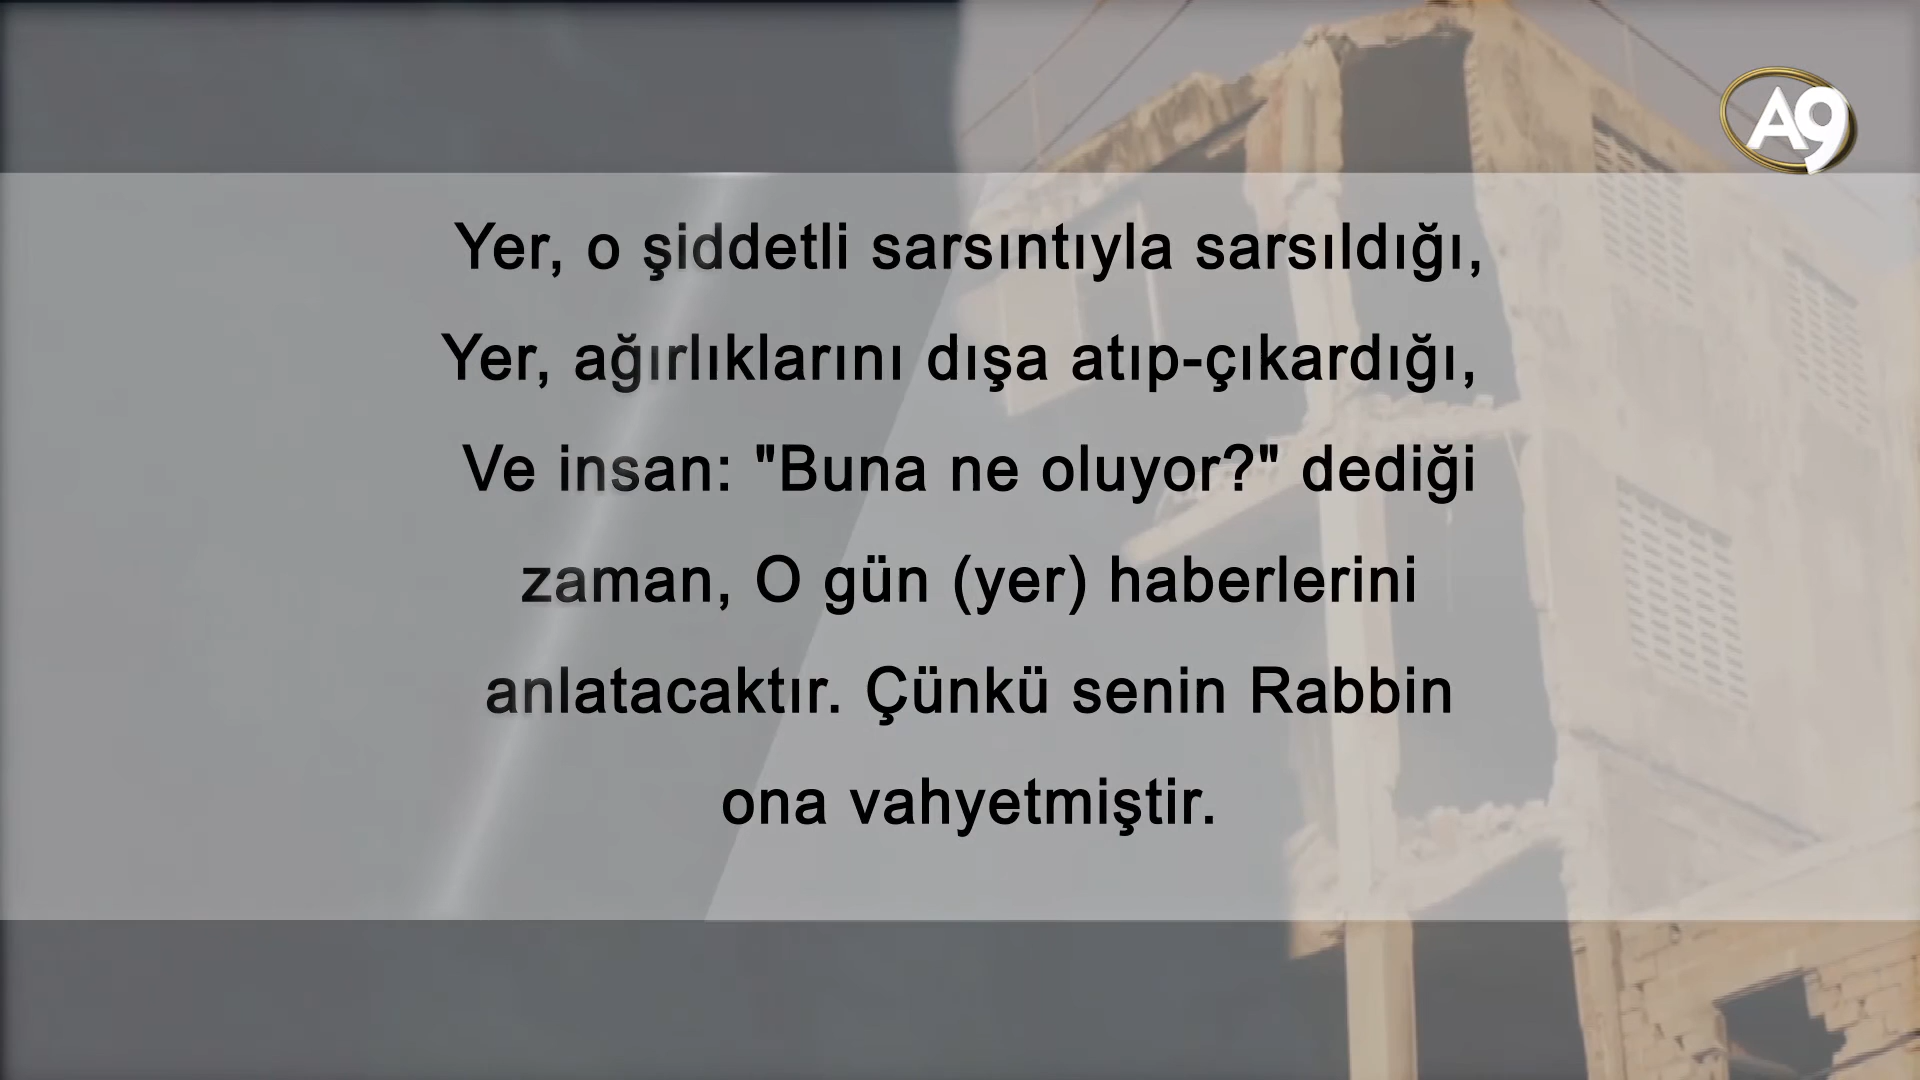 A9
Yer, o şiddetli sarsıntıyla sarsıldığı,
Yer, ağırlıklarını dışa atıp-çıkardığı,
Ve insan: "Buna ne oluyor?" dediği
zaman, O gün (yer) haberlerini
anlatacaktır. Çünkü senin Rabbin
ona vahyetmiştir.